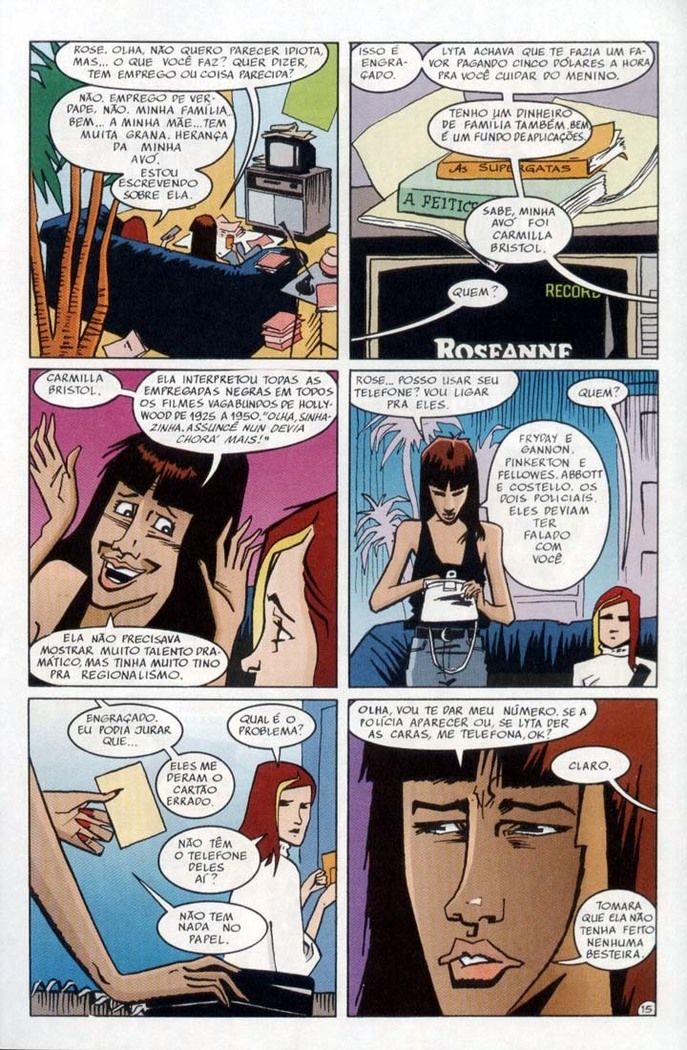 ROSE. OLHA, NÃO QUERO PARECER IDIOTA,
MAS... O QUE VOCÊ FAZ? QUER DIZER,
TEM EMPREGO OU COISA PARECIDA?
NÃO. EMPREGO DE VER-
DADE, NÃO. MINHA FAMÍLIA...
BEM... A MINHA MÃE... TEM
MUITA GRANA. HERANÇA
DA MINHA
AVÓ.
ESTOU
ESCREVENDO
SOBRE ELA.
ISSO É
ENGRA-
ÇADO.
LYTA ACHAVA QUE TE FAZIA UM FA-
VOR PAGANDO CINCO DÓLARES A HORA
PRA VOCÊ CUIDAR DO MENINO.
TENHO UM DINHEIRO
DE FAMÍLIA TAMBÉM. BEM,
É UM FUNDO DE APLICAÇÕES.
AS SUPERGATAS
A FEITIC
SABE, MINHA
AVÓ FOI
CARMILLA
BRISTOL.
QUEM?
RECORD
ROSEANNE
CARMILLA
BRISTOL.
ELA INTERPRETOU TODAS AS
EMPREGADAS NEGRAS EM TODOS
OS FILMES VAGABUNDOS DE HOLLY-
WOOD DE 1925 A 1950. "OLHA, SINHA-
ZINHA. ASSUNCÊ NUN DEVIA
CHORÁ MAIS!"
ELA NÃO PRECISAVA
MOSTRAR MUITO TALENTO DRA-
MÁTICO, MAS TINHA MUITO TINO
PRA REGIONALISMO.
ROSE... POSSO USAR SEU
TELEFONE? VOU LIGAR
PRA ELES.
QUEM?
FRYDAY E
GANNON.
PINKERTON E
FELLOWES. ABBOTT
E COSTELLO. OS
DOIS POLICIAIS.
ELES DEVIAM
TER
FALADO
COM
VOCÊ
ENGRAÇADO.
EU PODIA JURAR
QUE...
ELES ME
DERAM O
CARTÃO
ERRADO.
QUAL É O
PROBLEMA?
NÃO TÊM
O TELEFONE
DELES
AÍ?
NÃO TEM
NADA NO
PAPEL.
OLHA, VOU TE DAR MEU NÚMERO. SE A
POLÍCIA APARECER OU, SE LYTA DER
AS CARAS, ME TELEFONA, OK?
CLARO.
TOMARA
QUE ELA NÃO
TENHA FEITO
NENHUMA
BESTEIRA.
15